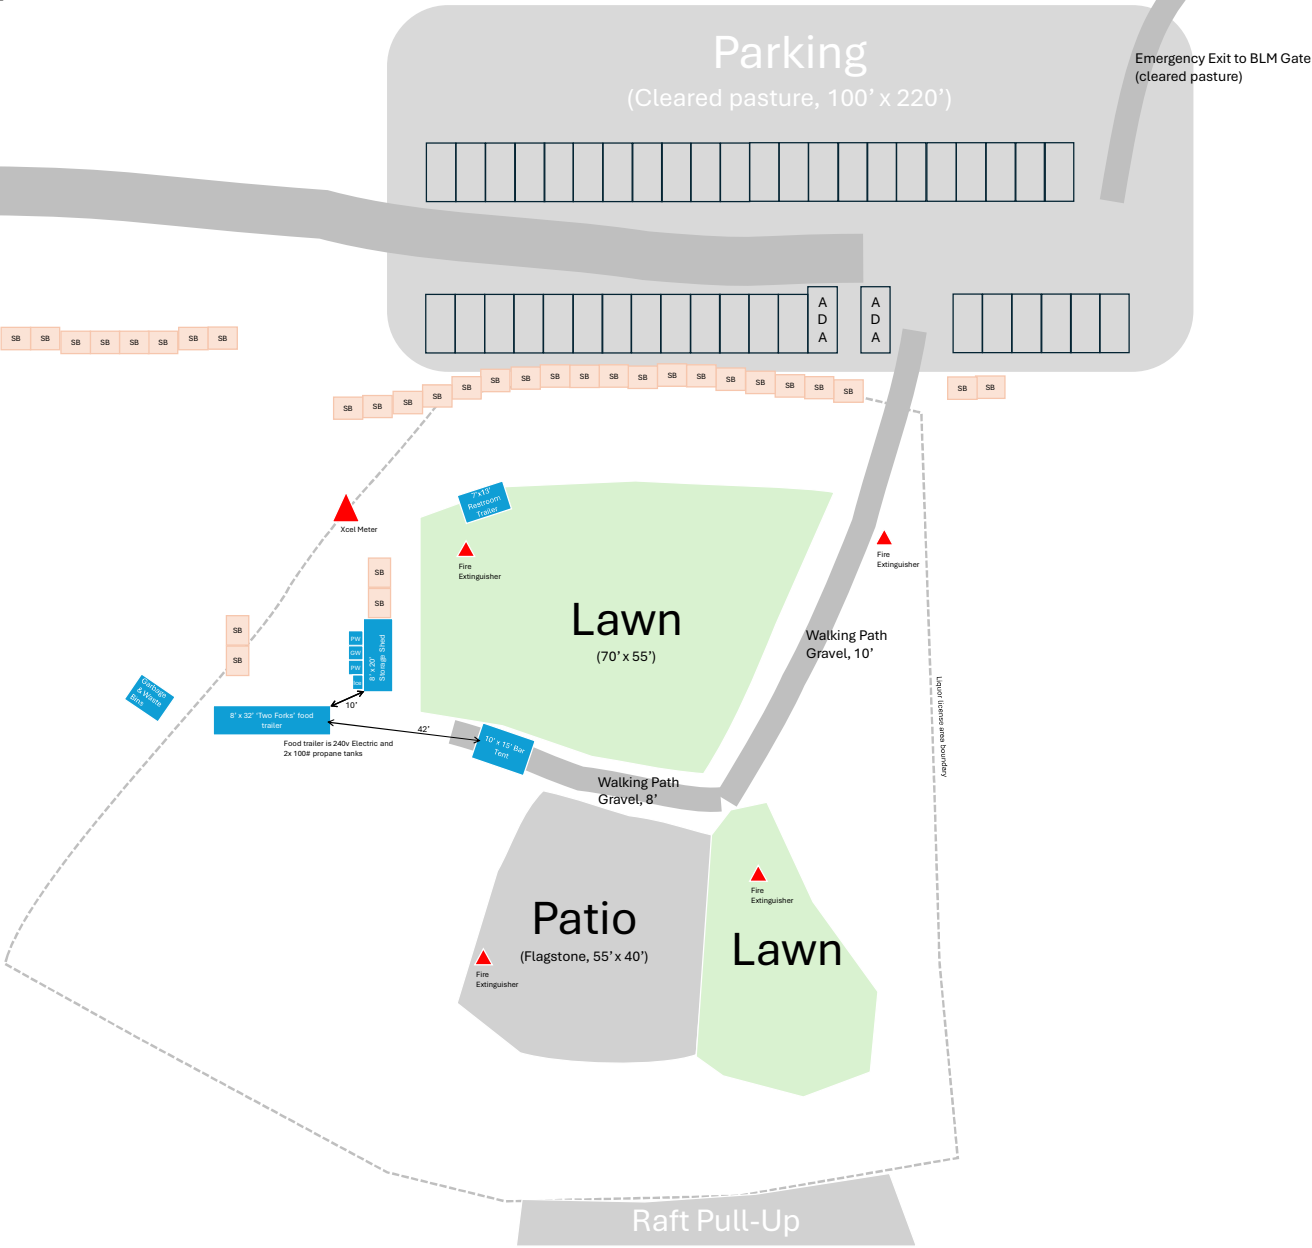 Parking
(Cleared pasture, 100’ x 220’)
Emergency Exit to BLM Gate
(cleared pasture)
A
D
A
A
D
A
SB SB SB SB SB SB SB SB
SB SB SB SB SB SB SB SB SB SB SB SB SB SB SB SB SB SB
SB SB
7’x13’
Restroom
Trailer
Xcel Meter
Fire
Extinguisher
Fire
Extinguisher
SB
SB
Lawn
(70’ x 55’)
SB
SB
PW
GW
PW
8’ x 20’
Storage Shed
Walking Path
Gravel, 10’
Garbage
& Waste
Bins
10’
8’ x 32’ ‘Two Forks’ food
trailer
42’
Food trailer is 240v Electric and
2x 100# propane tanks
10’ x 15’ Bar
Tent
Liquor license area boundary
Walking Path
Gravel, 8’
Fire
Extinguisher
Patio
(Flagstone, 55’ x 40’)
Lawn
Fire
Extinguisher
Raft Pull-Up